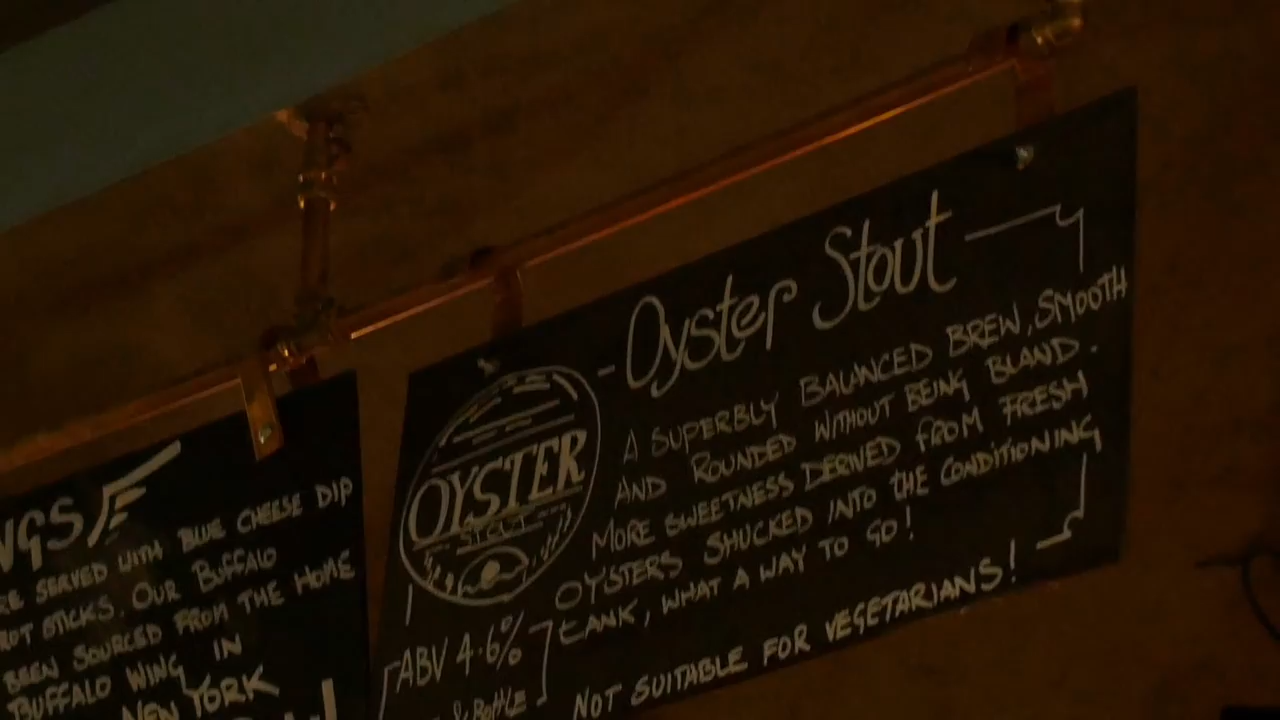 NGS
RE SERVED WITH BLUE CHEESE DIP
ROT STICKS. OUR BUFFALO
BEEN SOURCED FROM THE HOME
BUFFALO WING IN
NEW YORK
Oyster Stout
A SUPERBLY BALANCED BREW, SMOOTH
AND ROUNDED WITHOUT BEING BLAND.
MORE SWEETNESS DERIVED FROM FRESH
OYSTERS SHUCKED INTO THE CONDITIONING
TANK, WHAT A WAY TO GO!
NOT SUITABLE FOR VEGETARIANS!
OYSTER
STOUT
ABV 4.6%
& Bottle